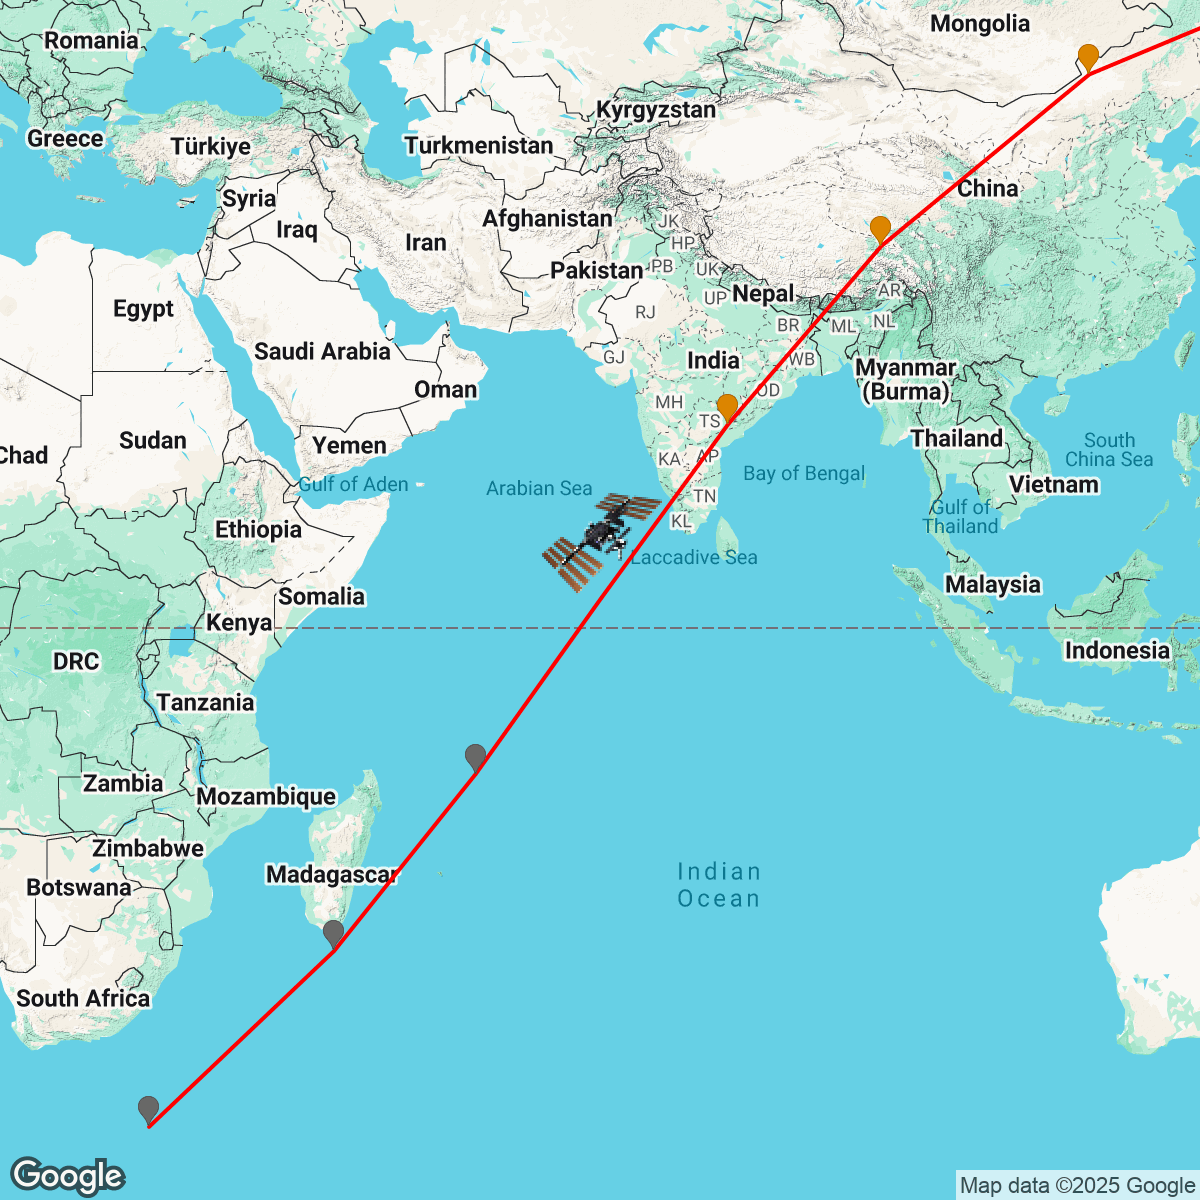 Mongolia
Romania
Kyrgyzstan
Greece
Türkiye
Turkmenistan
China
Syria
Afghanistan
JK
Iraq
Iran
HP
Pakistan
PB
UK
Nepal
UP
AR
Egypt
RJ
BR
ML
NL
Saudi Arabia
GJ
India
WB
Myanmar
(Burma)
Oman
OD
MH
TS
Sudan
Yemen
Thailand
South
China Sea
Chad
KA
AP
Bay of Bengal
Gulf of Aden
Arabian Sea
TN
Vietnam
Gulf of
Thailand
Ethiopia
KL
Laccadive Sea
Malaysia
Somalia
Kenya
Indonesia
DRC
Tanzania
Zambia
Mozambique
Zimbabwe
Madagascar
Indian
Ocean
Botswana
South Africa
Google
Map data ©2025 Google